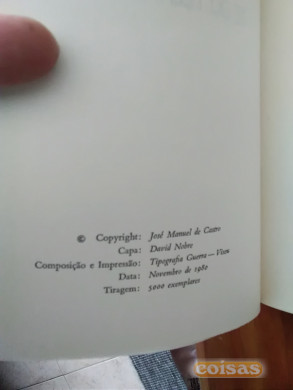 © Copyright: José Manuel de Castro
Capa: David Nobre
Composição e Impressão: Tipografia Guerra — Viseu
Data: Novembro de 1980
Tiragem: 5000 exemplares
coisas